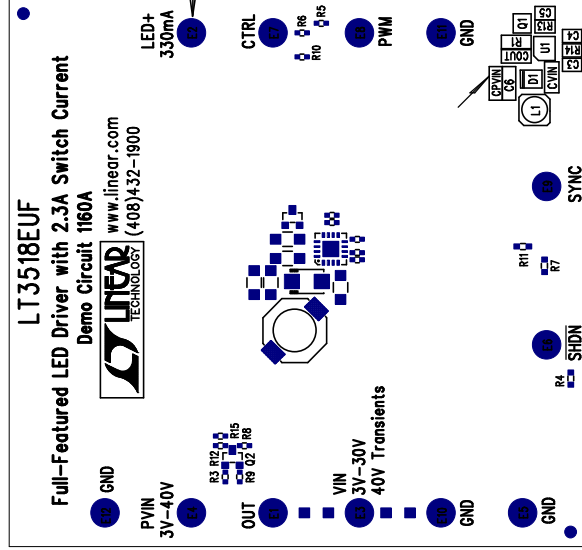 LT3518EUF
Full-Featured LED Driver with 2.3A Switch Current
Demo Circuit 1160A
LINEAR
TECHNOLOGY
www.linear.com
(408)432-1900
E12
GND
PVIN
3V-40V
E4
OUT
E1
VIN
3V-30V
40V Transients
E3
E10
GND
E5
GND
LED+
330mA
E2
CTRL
E7
R6
R5
R10
E8
PWM
E11
GND
R3
R12
R15
R8
R9
Q2
E9
SYNC
R11
R7
E6
SHDN
R4
CPVIN
C6
COUT
R1
Q1
R13
C5
U1
D1
L1
CVIN
C4
R14
C3